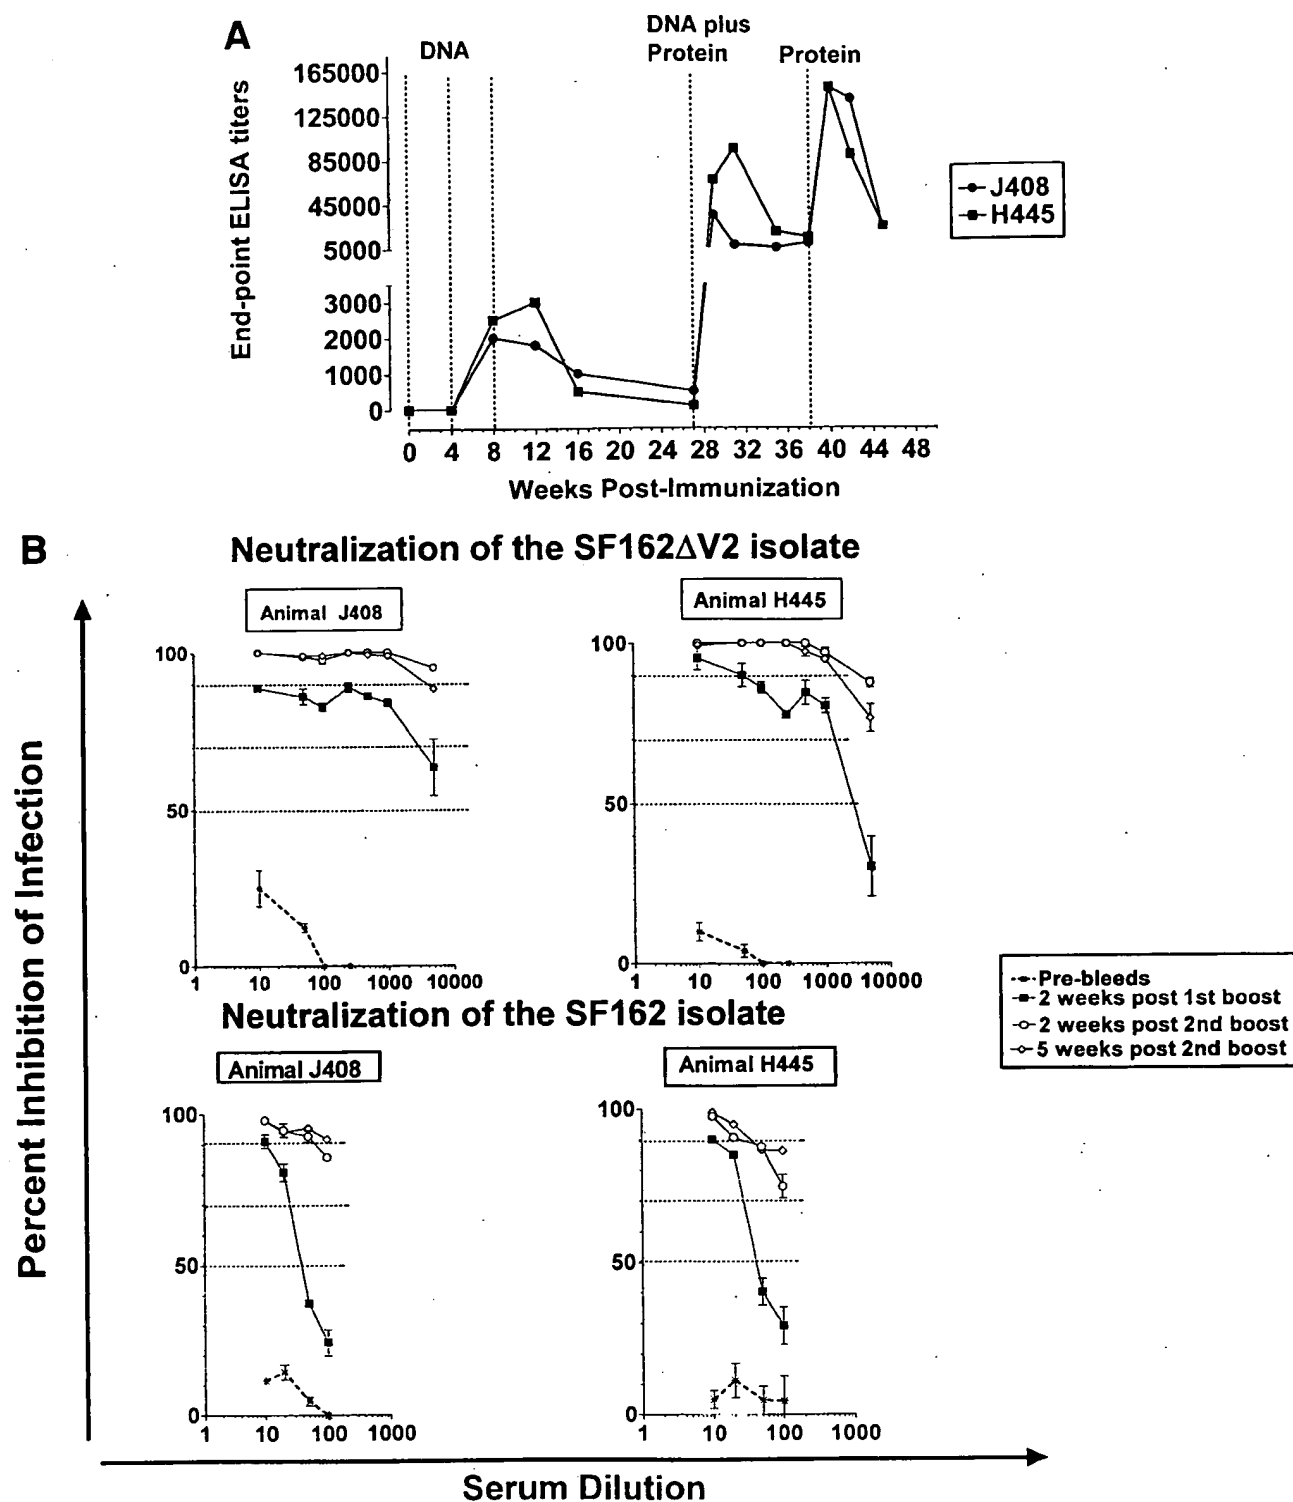 A
DNA
DNA plus
Protein
Protein
End-point ELISA titers
165000
125000
85000
45000
5000
3000
2000
1000
0
0 4 8 12 16 20 24 28 32 36 40 44 48
Weeks Post-Immunization
J408
H445
B
Neutralization of the SF162ΔV2 isolate
Animal J408
100
50
0
1 10 100 1000 10000
Animal H445
100
50
0
1 10 100 1000 10000
Neutralization of the SF162 isolate
Animal J408
100
50
0
1 10 100 1000
Animal H445
100
50
0
1 10 100 1000
Pre-bleeds
2 weeks post 1st boost
2 weeks post 2nd boost
5 weeks post 2nd boost
Percent Inhibition of Infection
Serum Dilution